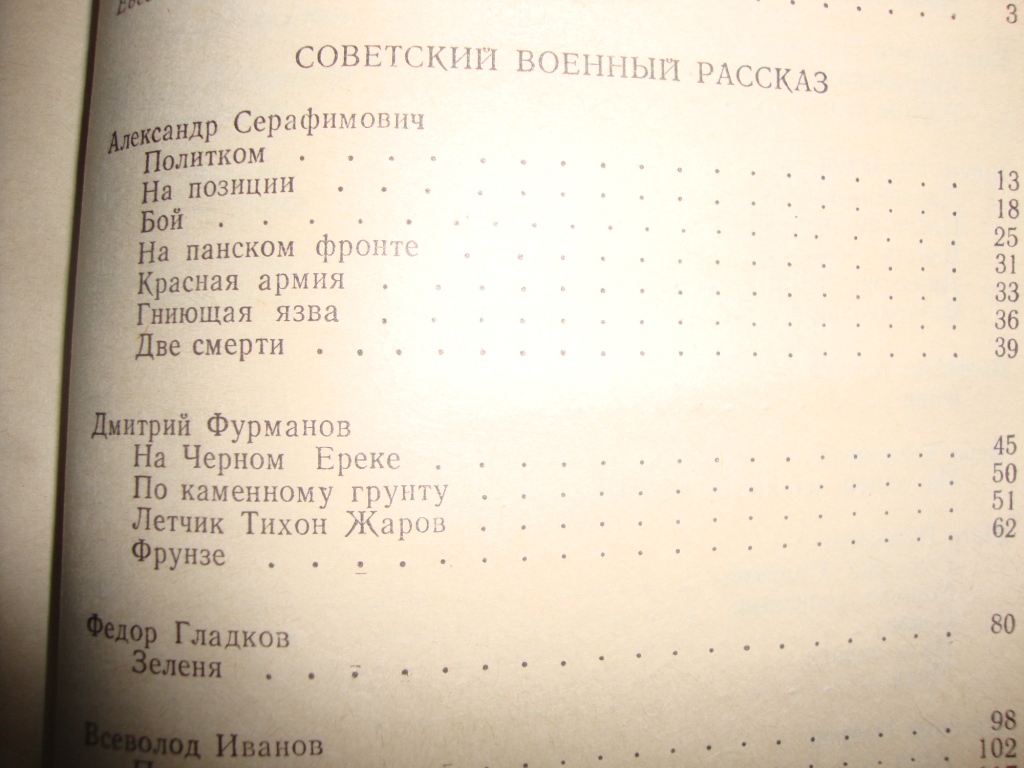 3
СОВЕТСКИЙ ВОЕННЫЙ РАССКАЗ
Александр Серафимович
Политком . . . . . . . . . . . . . . . . 13
На позиции . . . . . . . . . . . . . . . 18
Бой . . . . . . . . . . . . . . . . . . 25
На панском фронте . . . . . . . . . . . . 31
Красная армия . . . . . . . . . . . . . . 33
Гниющая язва . . . . . . . . . . . . . . 36
Две смерти . . . . . . . . . . . . . . . 39
Дмитрий Фурманов
На Черном Ереке . . . . . . . . . . . . . 45
По каменному грунту . . . . . . . . . . . 50
Летчик Тихон Жаров . . . . . . . . . . . 51
Фрунзе . . . . . . . . . . . . . . . . . 62
Федор Гладков
Зеленя . . . . . . . . . . . . . . . . . 80
Всеволод Иванов
98
102